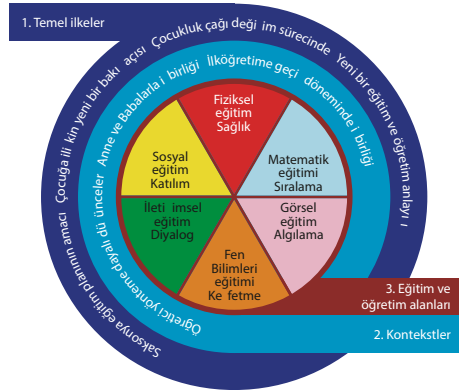 1. Temel ilkeler
Saksonya eğitim planının amacı Çocuğa ili kin yeni bir bakı açısı Çocukluk çağı deği im sürecinde Yeni bir eğitim ve öğretim anlayı ı
Öğretici yönteme dayalı dü ünceler Anne ve Babalarla i birliği İlköğretime geçi döneminde i birliği
Fiziksel
eğitim
Sağlık
Sosyal
eğitim
Katılım
Matematik
eğitimi
Sıralama
İleti imsel
eğitim
Diyalog
Görsel
eğitim
Algılama
Fen
Bilimleri
eğitimi
Ke fetme
3. Eğitim ve
öğretim alanları
2. Kontekstler